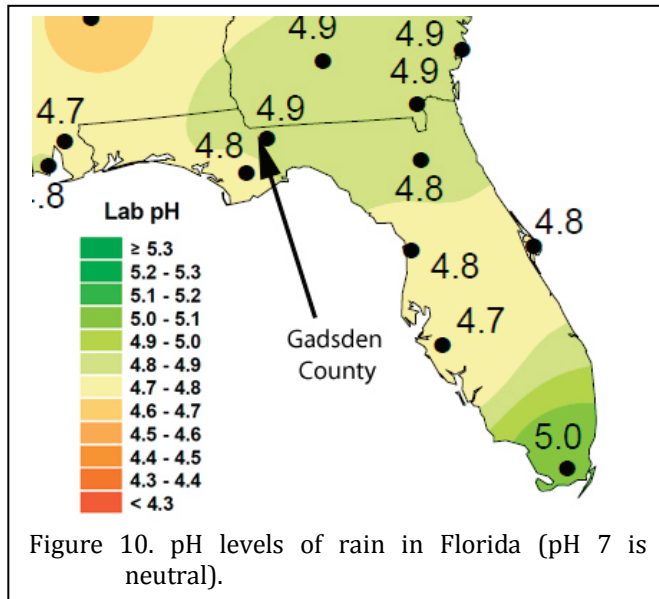 4.9
4.9
4.9
4.7
4.9
4.8
4.8
.8
Lab pH
≥ 5.3
5.2 - 5.3
5.1 - 5.2
5.0 - 5.1
4.9 - 5.0
4.8 - 4.9
4.7 - 4.8
4.6 - 4.7
4.5 - 4.6
4.4 - 4.5
4.3 - 4.4
< 4.3
4.8
4.8
4.7
Gadsden
County
5.0
Figure 10. pH levels of rain in Florida (pH 7 is
neutral).